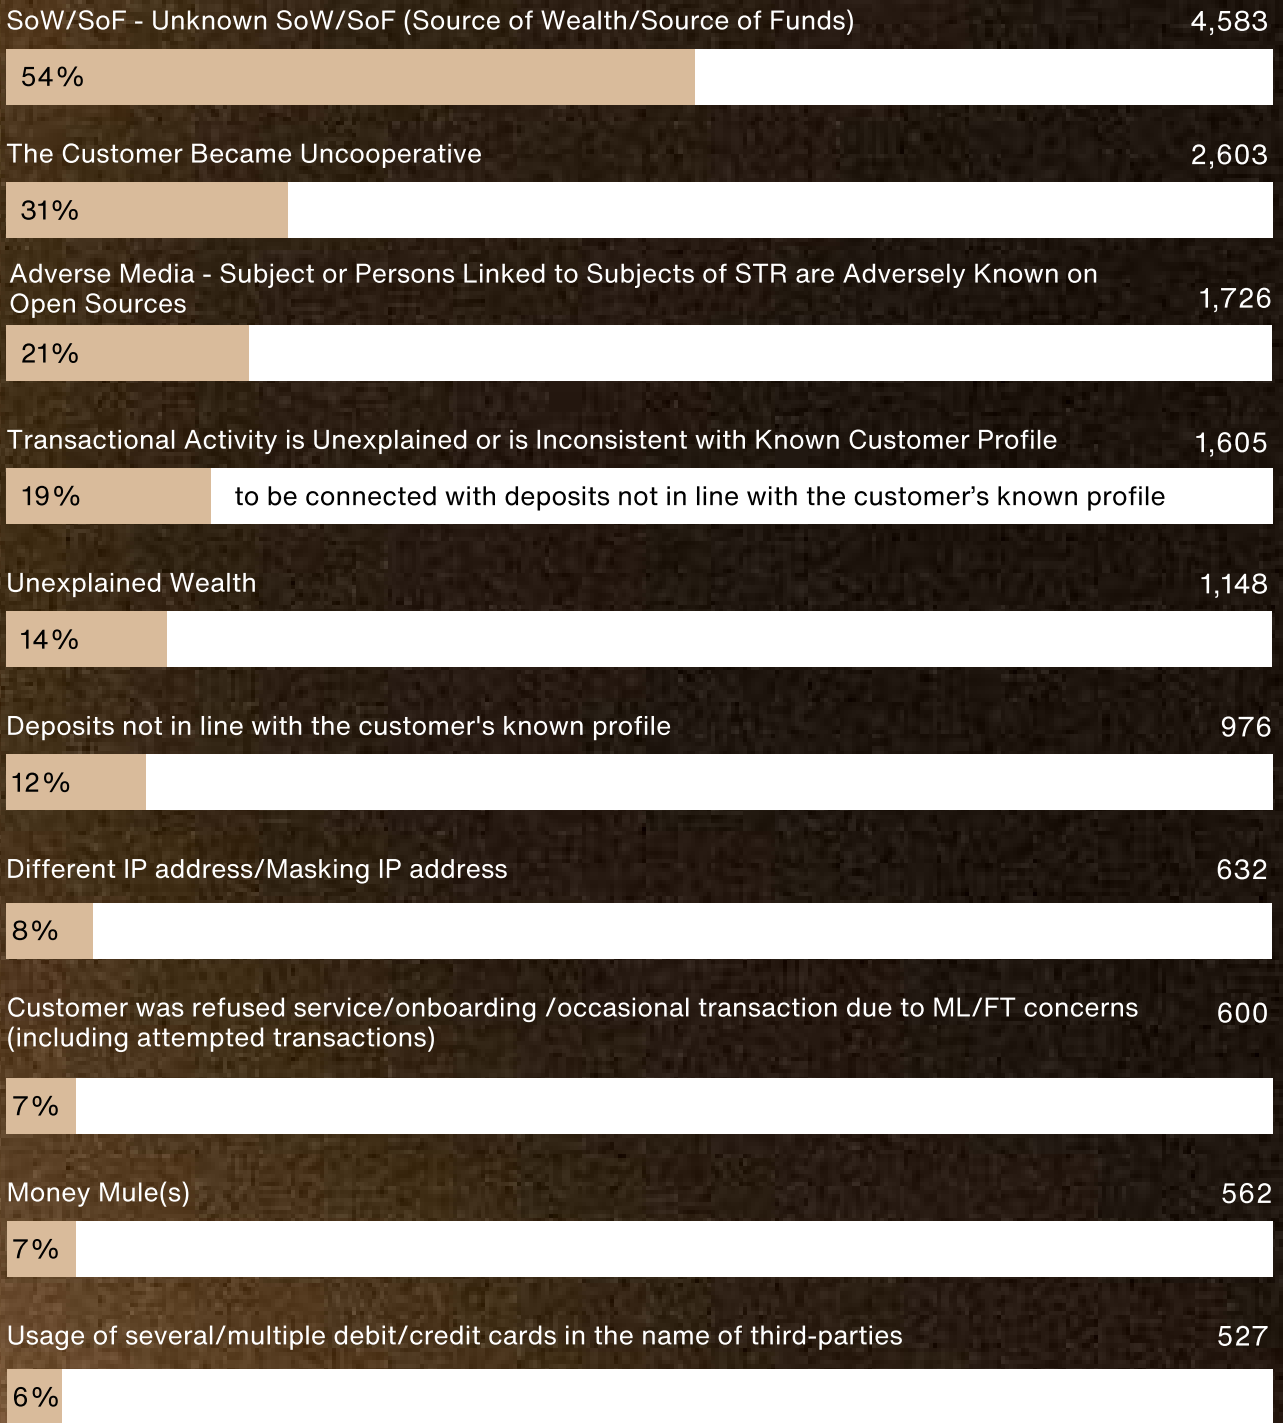 SoW/SoF - Unknown SoW/SoF (Source of Wealth/Source of Funds) 4,583
54%
The Customer Became Uncooperative 2,603
31%
Adverse Media - Subject or Persons Linked to Subjects of STR are Adversely Known on
Open Sources 1,726
21%
Transactional Activity is Unexplained or is Inconsistent with Known Customer Profile 1,605
19% to be connected with deposits not in line with the customer’s known profile
Unexplained Wealth 1,148
14%
Deposits not in line with the customer's known profile 976
12%
Different IP address/Masking IP address 632
8%
Customer was refused service/onboarding /occasional transaction due to ML/FT concerns 600
(including attempted transactions)
7%
Money Mule(s) 562
7%
Usage of several/multiple debit/credit cards in the name of third-parties 527
6%